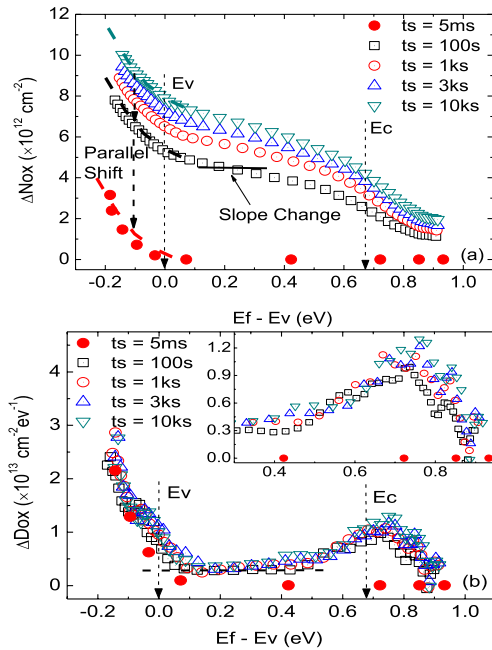 12
10
8
6
4
2
0
ΔNox (×10¹² cm⁻²)
ts = 5ms
ts = 100s
ts = 1ks
ts = 3ks
ts = 10ks
Ev
Ec
Parallel
Shift
Slope Change
(a)
-0.2 0.0 0.2 0.4 0.6 0.8 1.0
Ef - Ev (eV)
4
3
2
1
0
ΔDox (×10¹³ cm⁻²ev⁻¹)
ts = 5ms
ts = 100s
ts = 1ks
ts = 3ks
ts = 10ks
1.2
0.9
0.6
0.3
0.0
0.4 0.6 0.8
Ev
Ec
(b)
-0.2 0.0 0.2 0.4 0.6 0.8 1.0
Ef - Ev (eV)